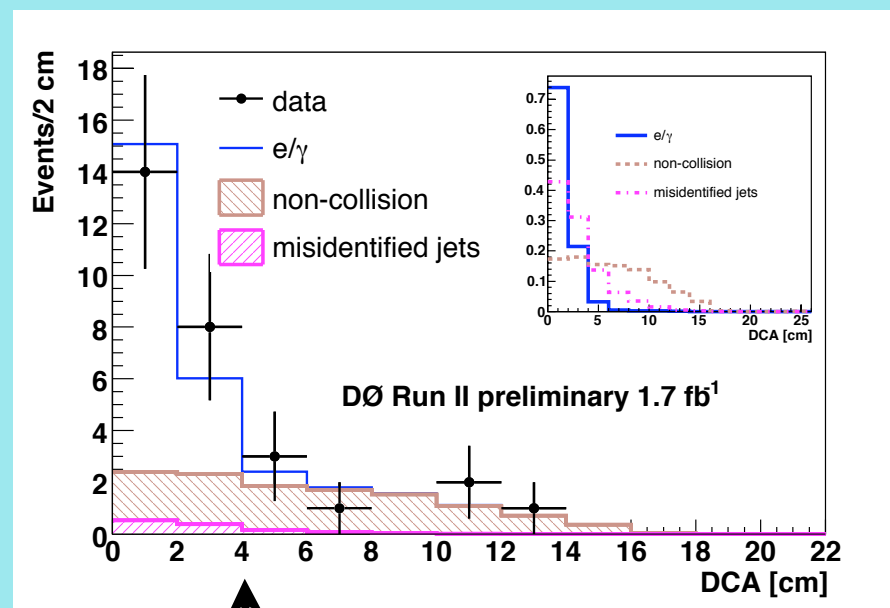 Events/2 cm
18
16
14
12
10
8
6
4
2
0
data
e/γ
non-collision
misidentified jets
0.7
0.6
0.5
0.4
0.3
0.2
0.1
0
e/γ
non-collision
misidentified jets
0 5 10 15 20 25
DCA [cm]
DØ Run II preliminary 1.7 fb-1
0 2 4 6 8 10 12 14 16 18 20 22
DCA [cm]